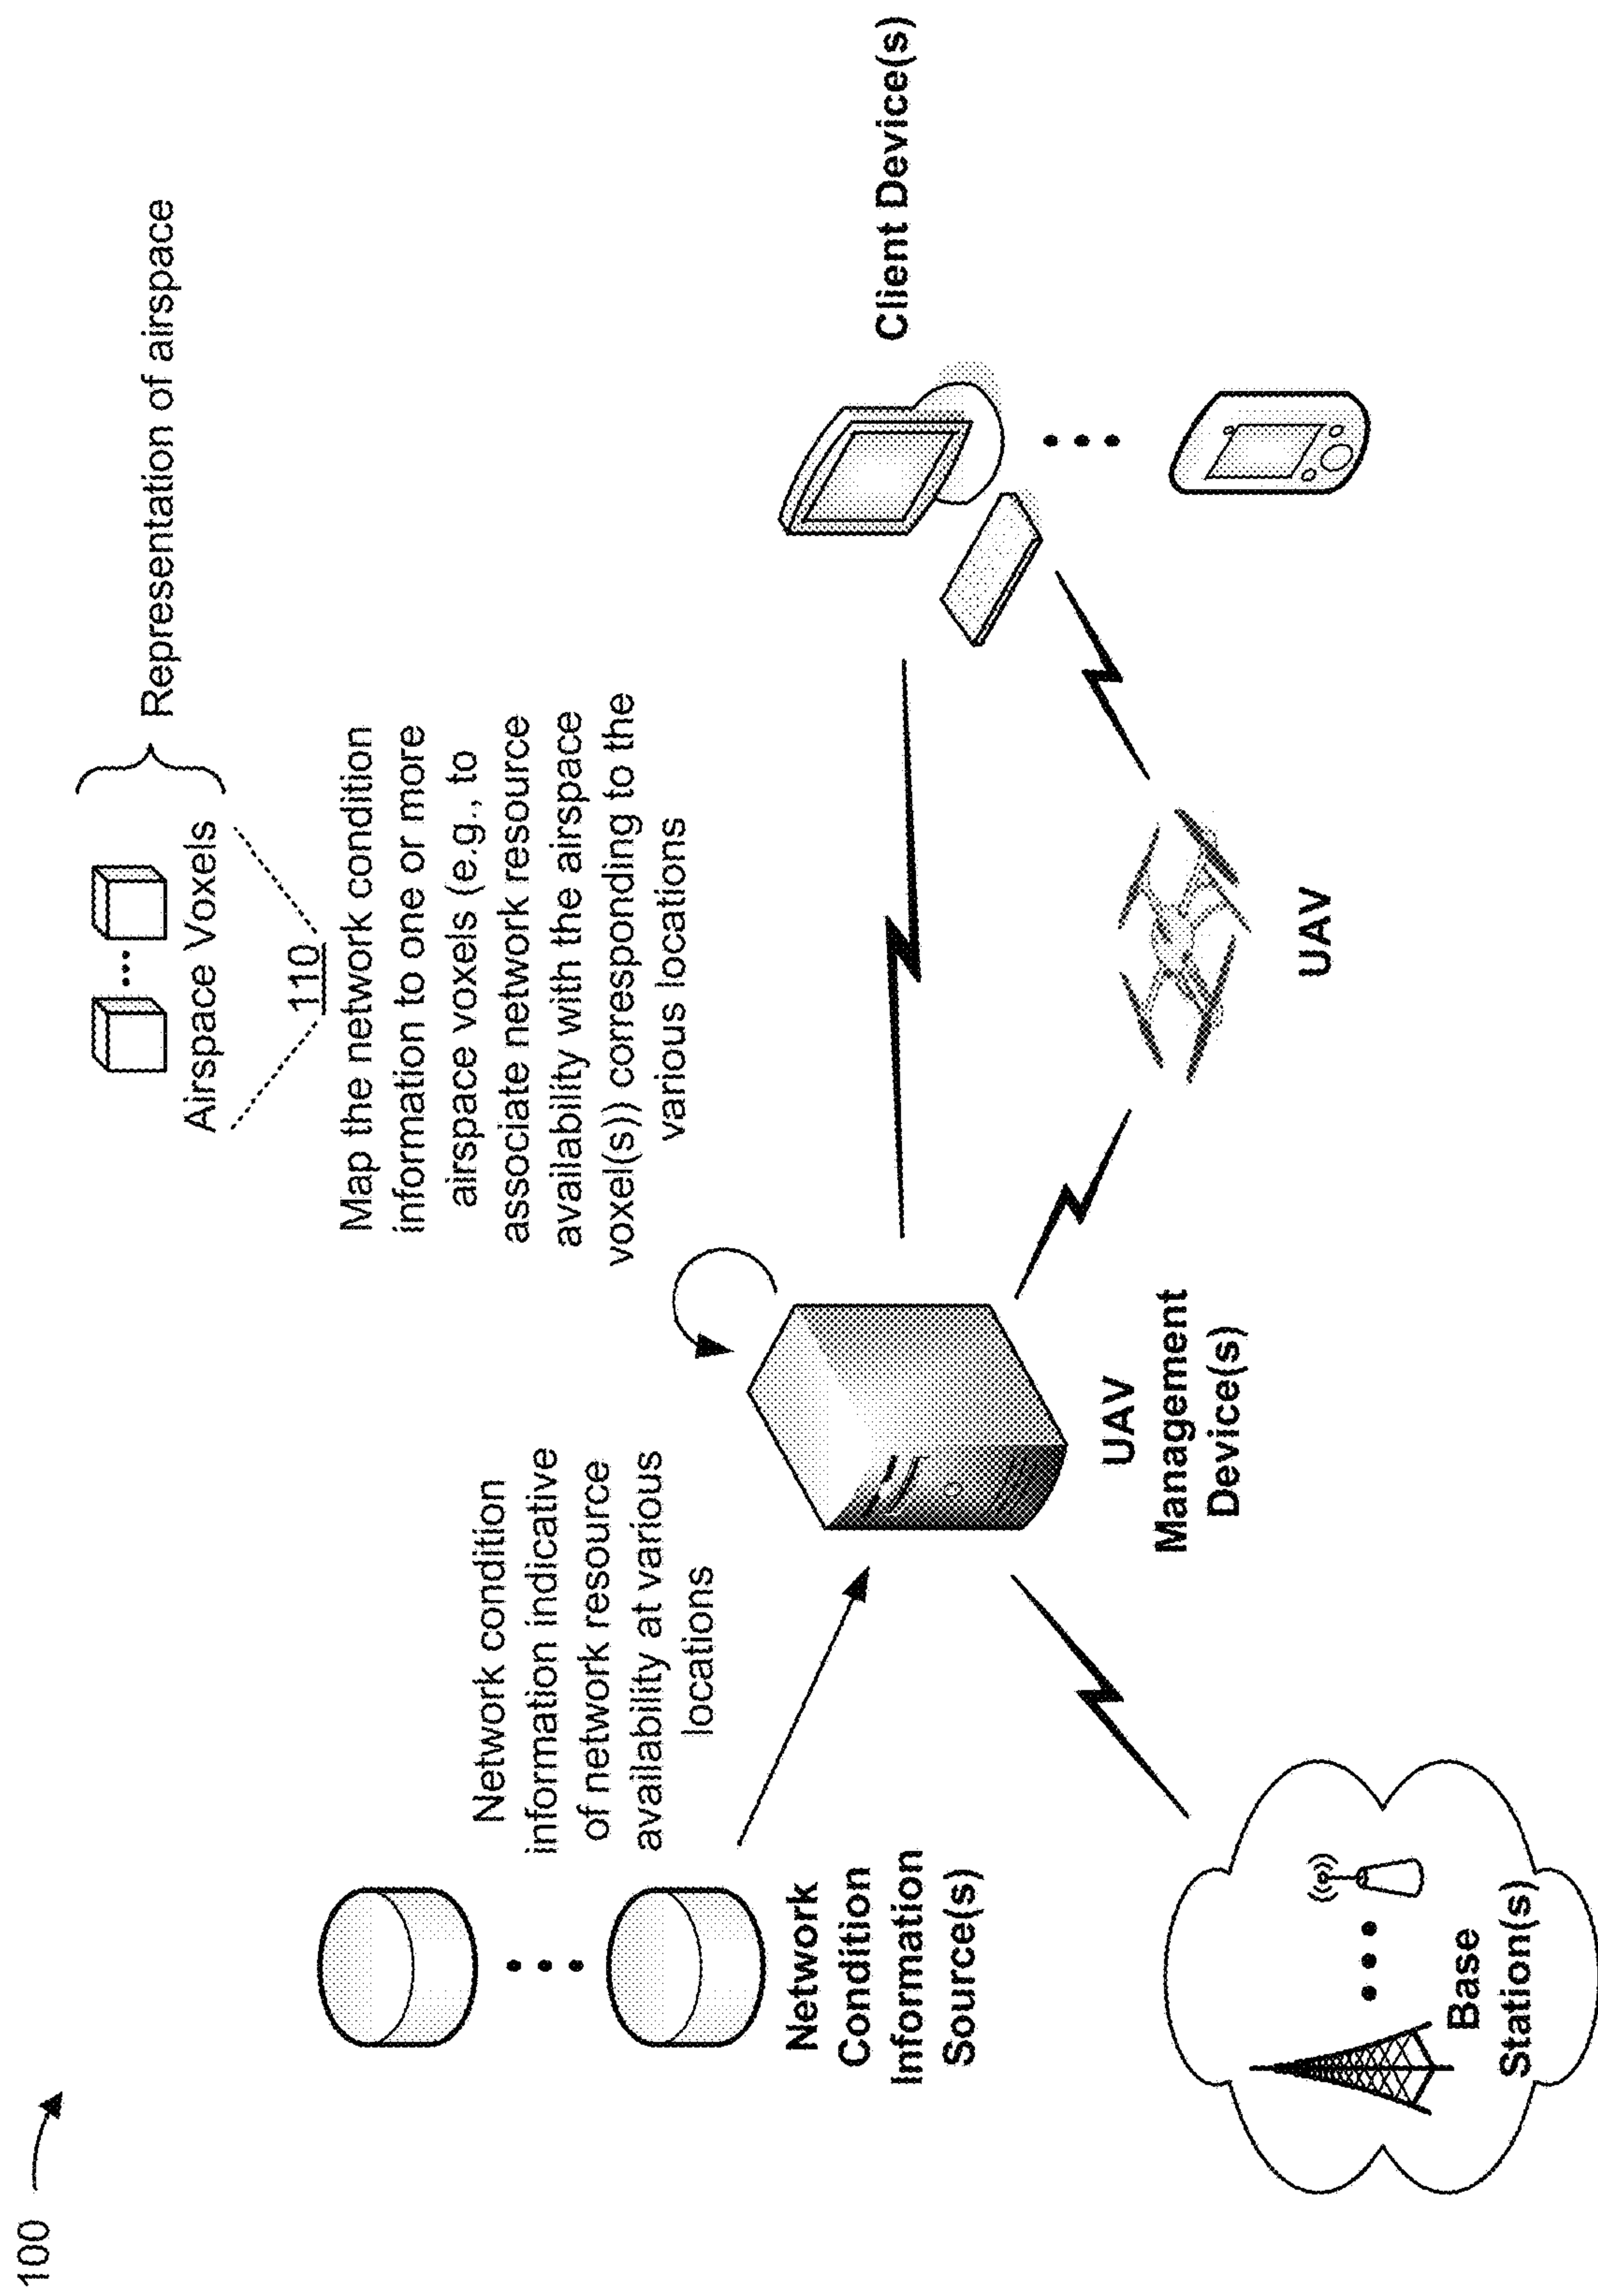 100
Airspace Voxels
Representation of airspace
110
Map the network condition
information to one or more
airspace voxels (e.g., to
associate network resource
availability with the airspace
voxel(s)) corresponding to the
various locations
Network condition
information indicative
of network resource
availability at various
locations
Network
Condition
Information
Source(s)
UAV
Management
Device(s)
Client Device(s)
UAV
Base
Station(s)